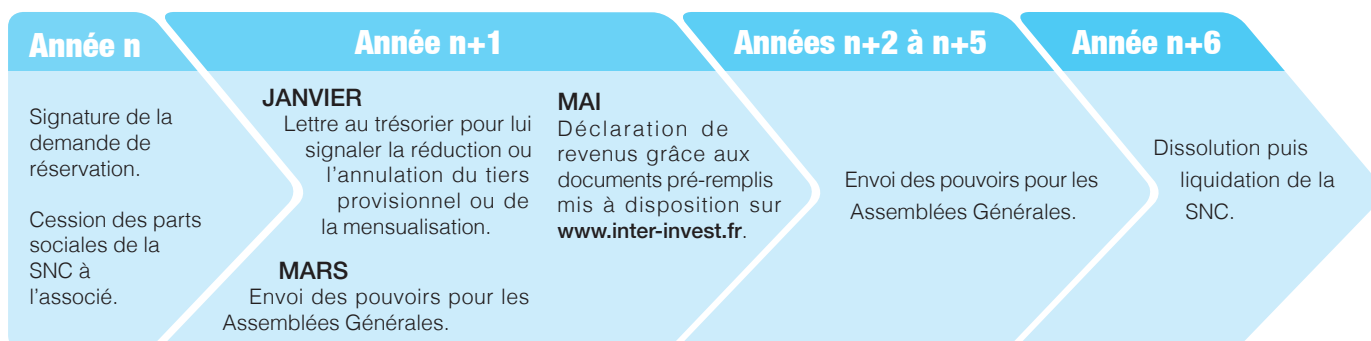 Année n
Signature de la
demande de
réservation.
Cession des parts
sociales de la
SNC à
l’associé.
Année n+1
JANVIER
Lettre au trésorier pour lui
signaler la réduction ou
l’annulation du tiers
provisionnel ou de
la mensualisation.
MARS
Envoi des pouvoirs pour les
Assemblées Générales.
MAI
Déclaration de
revenus grâce aux
documents pré-remplis
mis à disposition sur
www.inter-invest.fr.
Années n+2 à n+5
Envoi des pouvoirs pour les
Assemblées Générales.
Année n+6
Dissolution puis
liquidation de la
SNC.